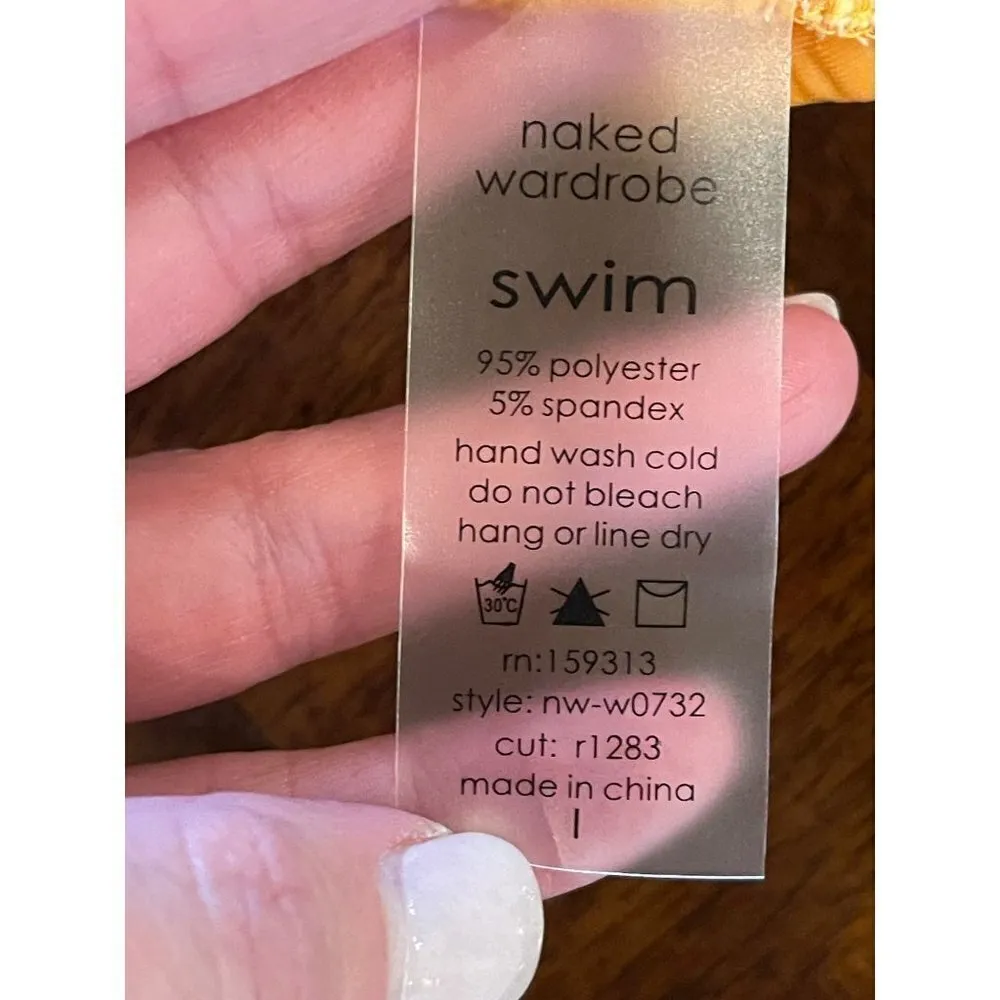 naked
wardrobe
swim
95% polyester
5% spandex
hand wash cold
do not bleach
hang or line dry
30°C
rn:159313
style: nw-w0732
cut: r1283
made in china
l